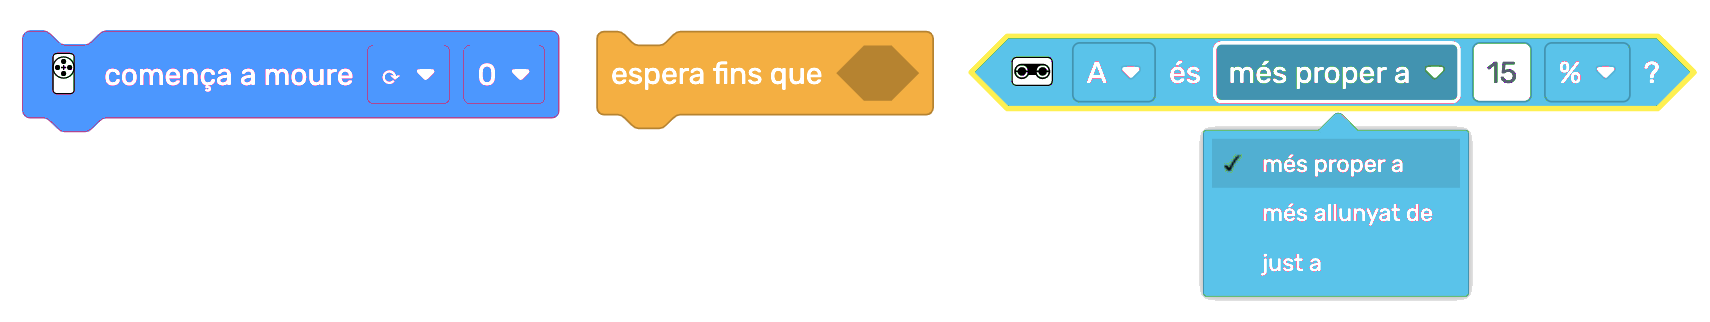 comença a moure 0
espera fins que
A és més proper a 15 % ?
més proper a
més allunyat de
just a